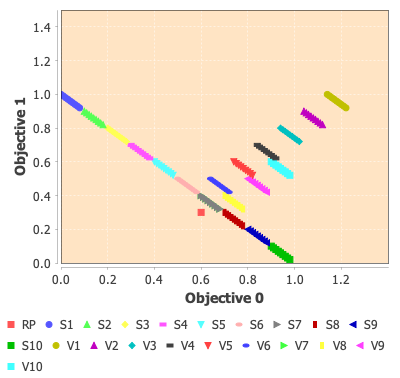 1.4
1.2
1.0
0.8
0.6
0.4
0.2
0.0
Objective 1
0.0 0.2 0.4 0.6 0.8 1.0 1.2
Objective 0
RP S1 S2 S3 S4 S5 S6 S7 S8 S9
S10 V1 V2 V3 V4 V5 V6 V7 V8 V9
V10